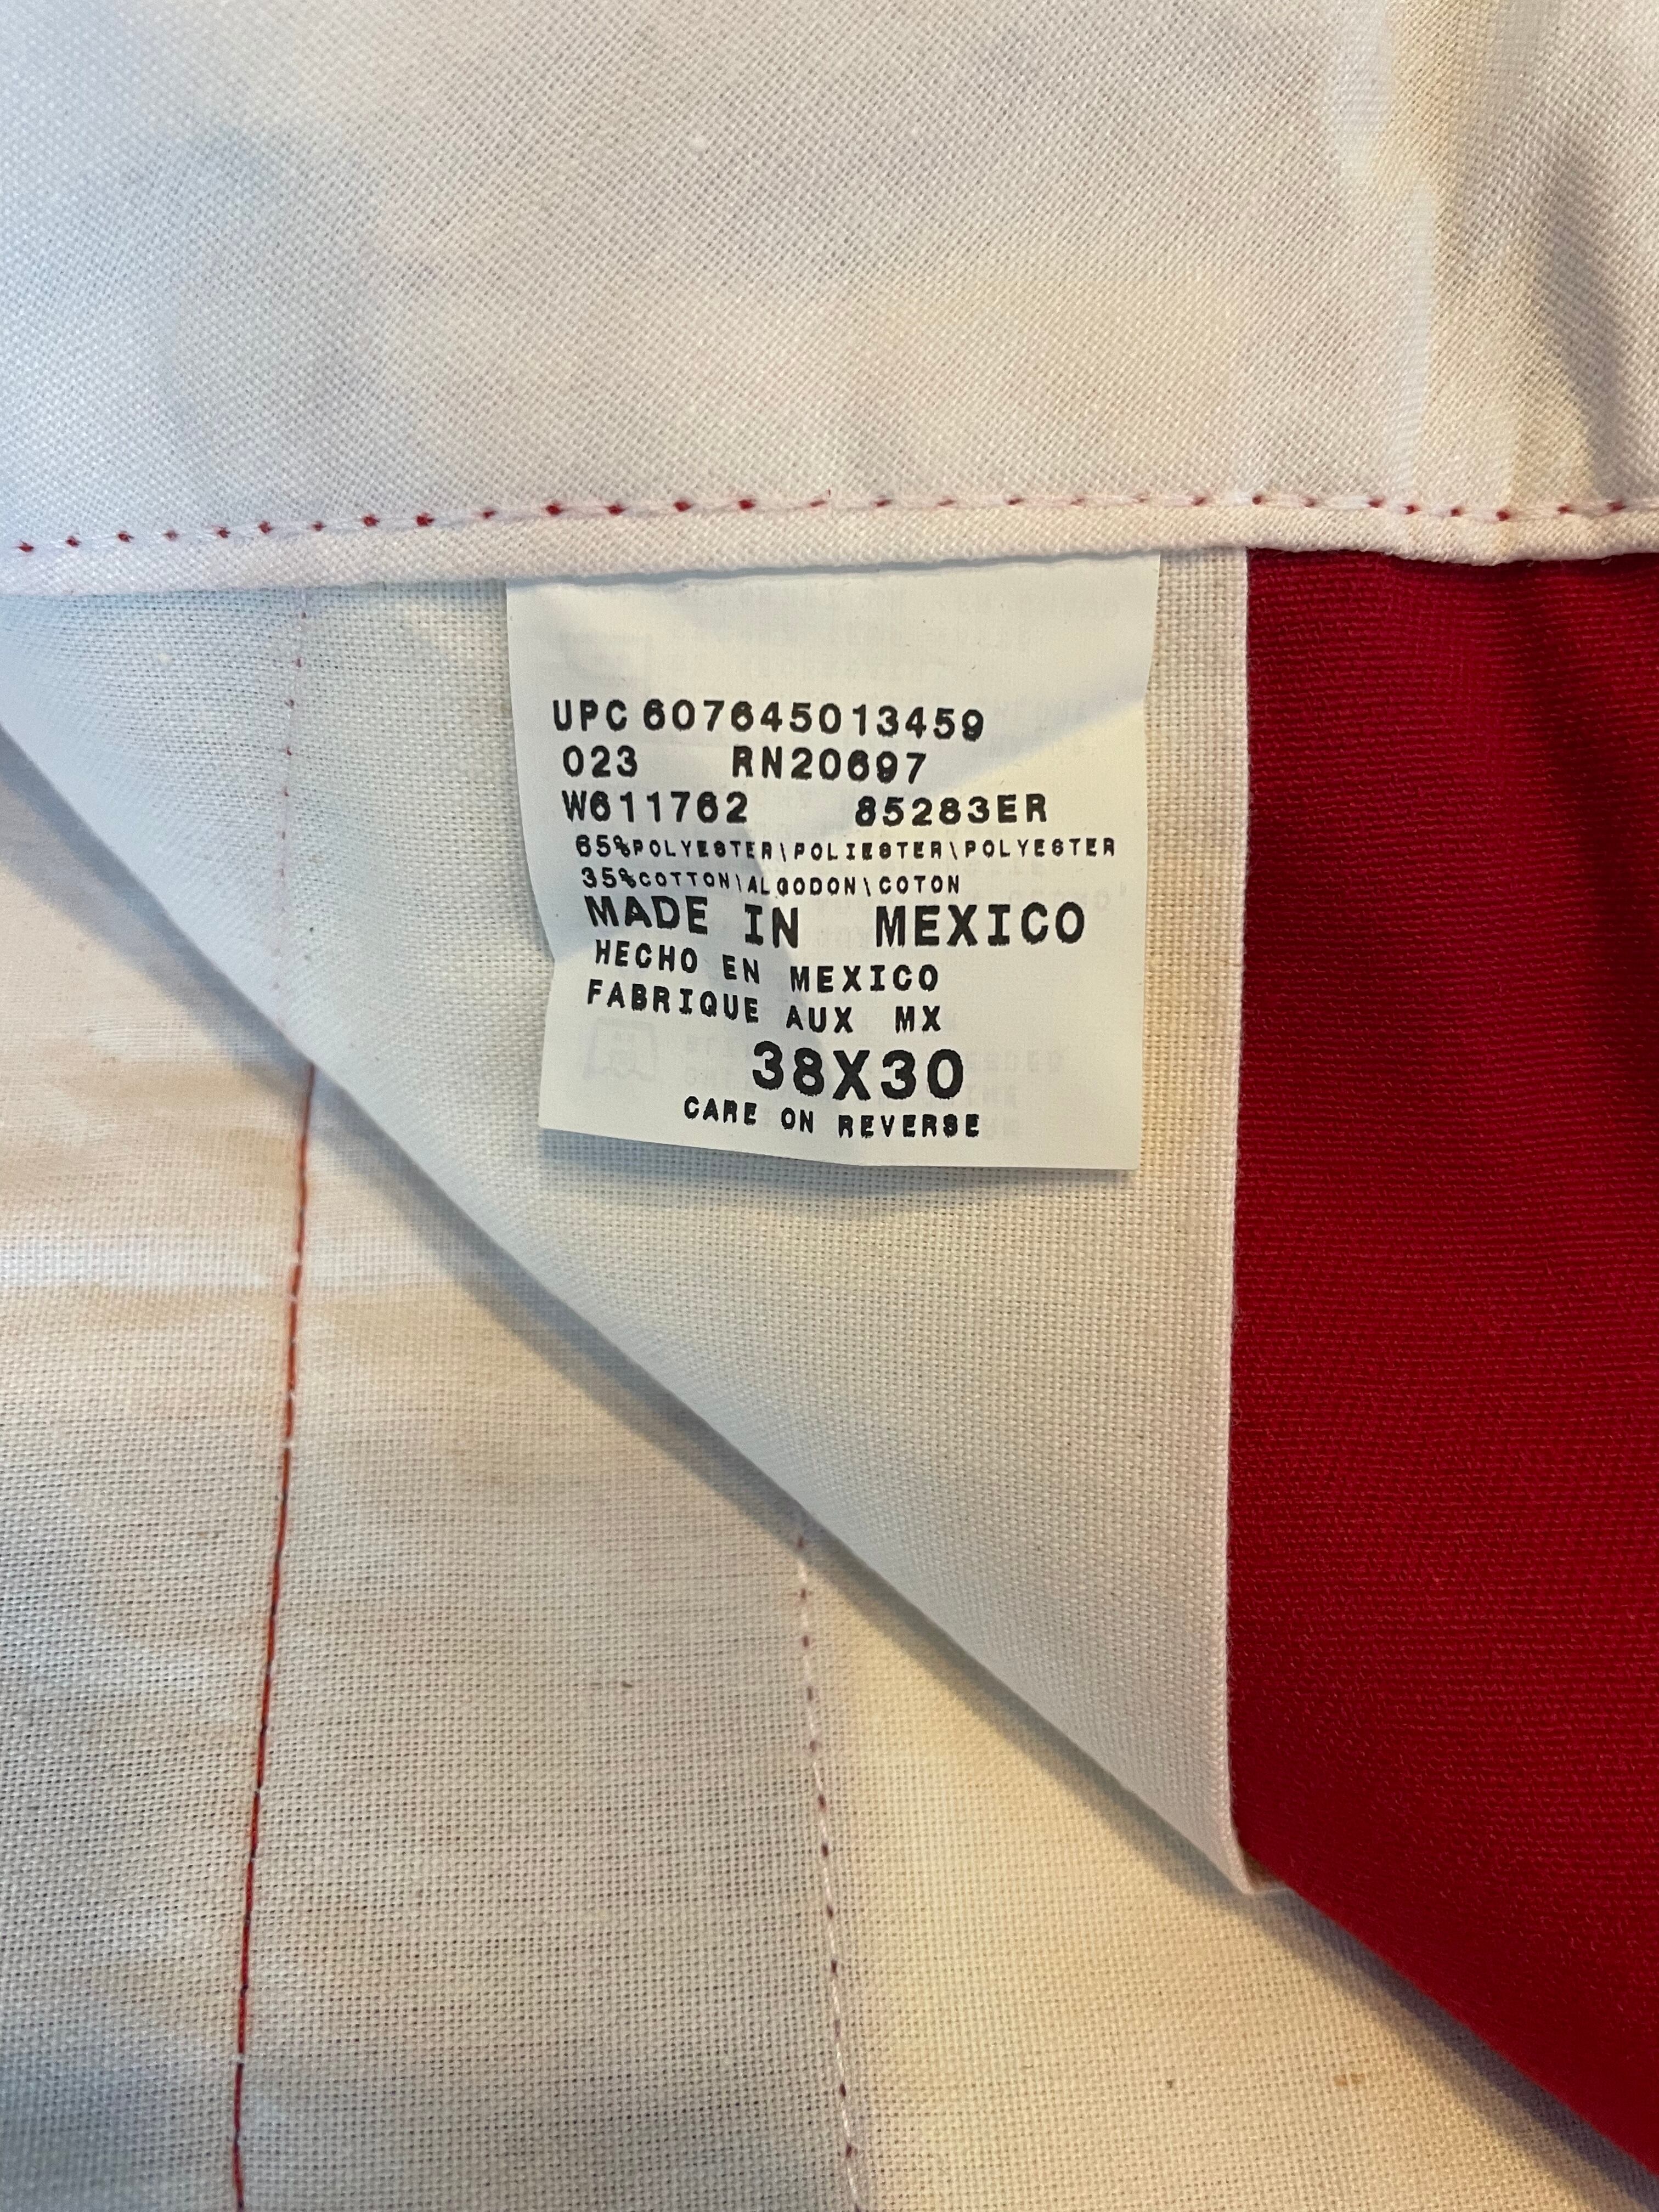 UPC 607645013459
023 RN20697
W611762 85283ER
65%POLYESTER\POLIESTER\POLYESTER
35%COTTON\ALGODON\COTON
MADE IN MEXICO
HECHO EN MEXICO
FABRIQUE AUX MX
38X30
CARE ON REVERSE